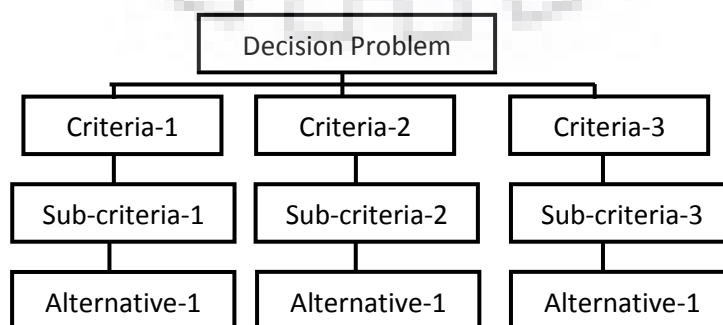 Decision Problem
Criteria-1 Criteria-2 Criteria-3
Sub-criteria-1 Sub-criteria-2 Sub-criteria-3
Alternative-1 Alternative-1 Alternative-1